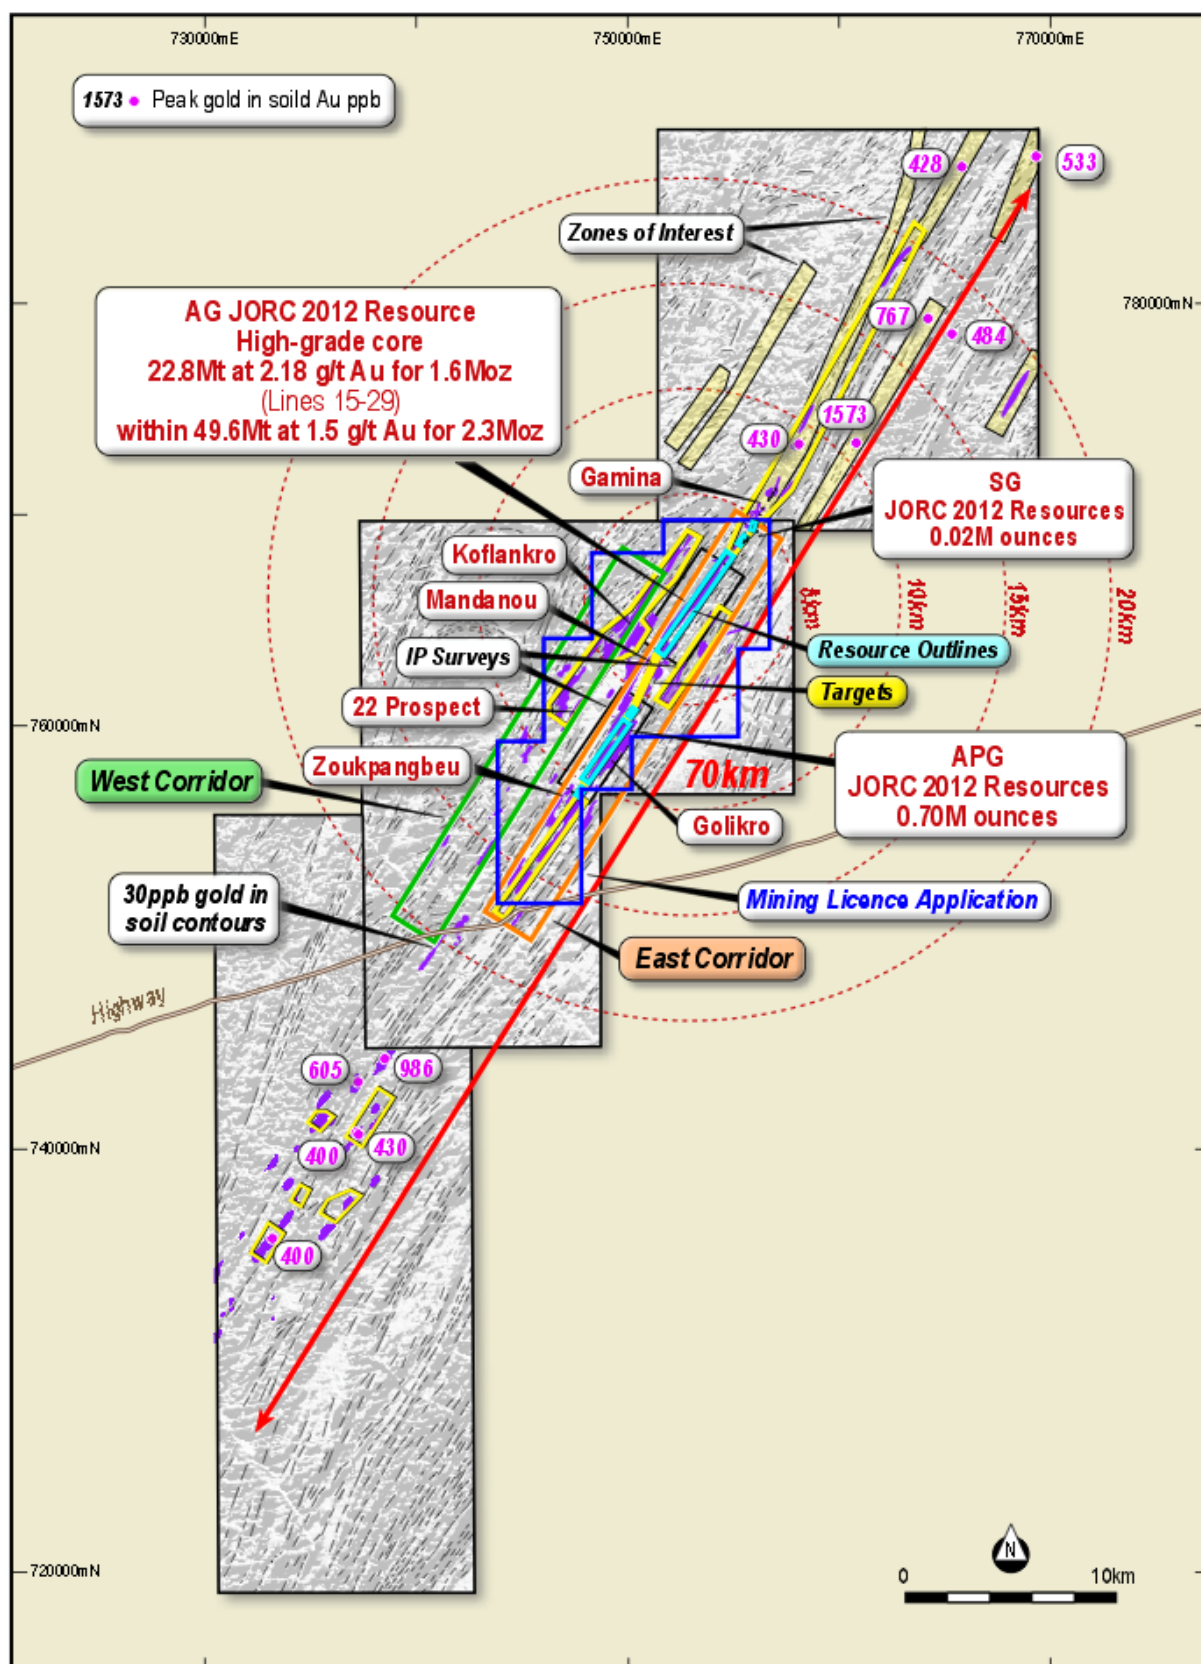 730000mE
750000mE
770000mE
1573 Peak gold in soild Au ppb
428
533
Zones of Interest
780000mN
AG JORC 2012 Resource
High-grade core
22.8Mt at 2.18 g/t Au for 1.6Moz
(Lines 15-29)
within 49.6Mt at 1.5 g/t Au for 2.3Moz
767
484
1573
430
Gamina
SG
JORC 2012 Resources
0.02M ounces
Koflankro
Mandanou
10km
15km
20km
IP Surveys
Resource Outlines
Targets
22 Prospect
760000mN
Zoukpangbeu
70km
West Corridor
APG
JORC 2012 Resources
0.70M ounces
Golikro
30ppb gold in
soil contours
Mining Licence Application
East Corridor
Highway
605
986
400
430
740000mN
400
720000mN
N
0
10km